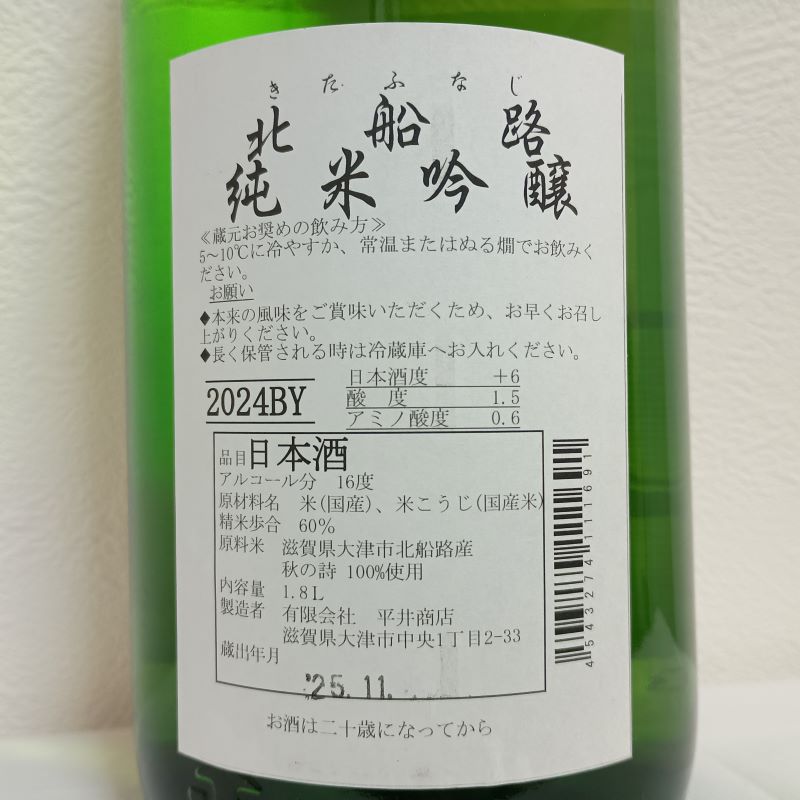 きたふなじ
北船路
純米吟醸
≪蔵元お奨めの飲み方≫
5～10℃に冷やすか、常温またはぬる燗でお飲みく
ださい。
お願い
◆本来の風味をご賞味いただくため、お早くお召し
上がりください。
◆長く保管される時は冷蔵庫へお入れください。
2024BY
日本酒度 +6
酸 度 1.5
アミノ酸度 0.6
品目 日本酒
アルコール分 16度
原材料名 米(国産)、米こうじ(国産米)
精米歩合 60%
原料米 滋賀県大津市北船路産
秋の詩 100%使用
内容量 1.8L
製造者 有限会社 平井商店
滋賀県大津市中央1丁目2-33
蔵出年月
'25.11.
お酒は二十歳になってから
4543274111691